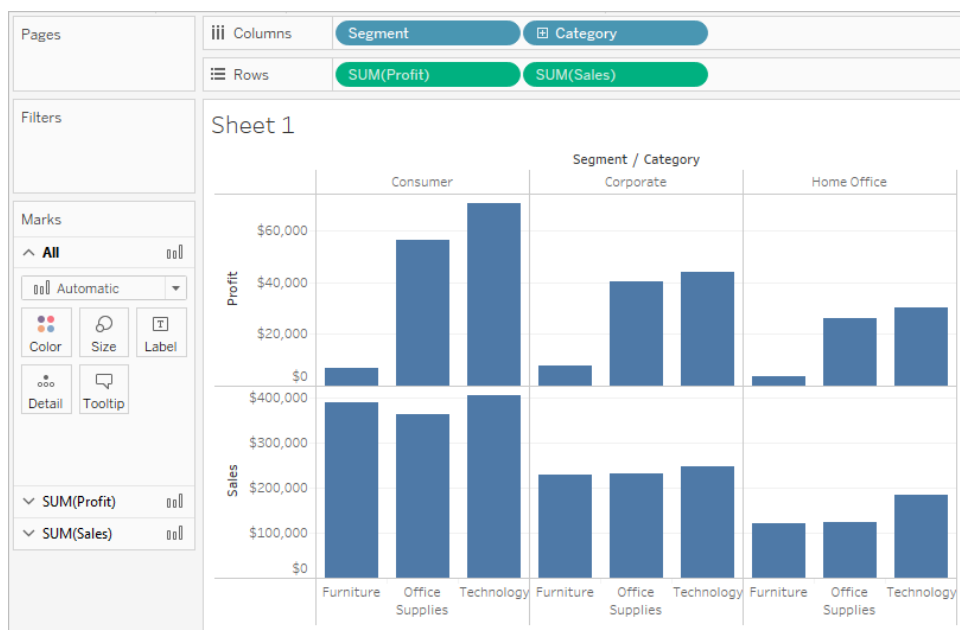 Pages
Columns
Segment
Category
Rows
SUM(Profit)
SUM(Sales)
Filters
Marks
All
Automatic
Color
Size
Label
Detail
Tooltip
SUM(Profit)
SUM(Sales)
Sheet 1
Segment / Category
Consumer
Corporate
Home Office
Profit
$60,000
$40,000
$20,000
$0
Sales
$400,000
$300,000
$200,000
$100,000
$0
Furniture
Office
Supplies
Technology
Furniture
Office
Supplies
Technology
Furniture
Office
Supplies
Technology